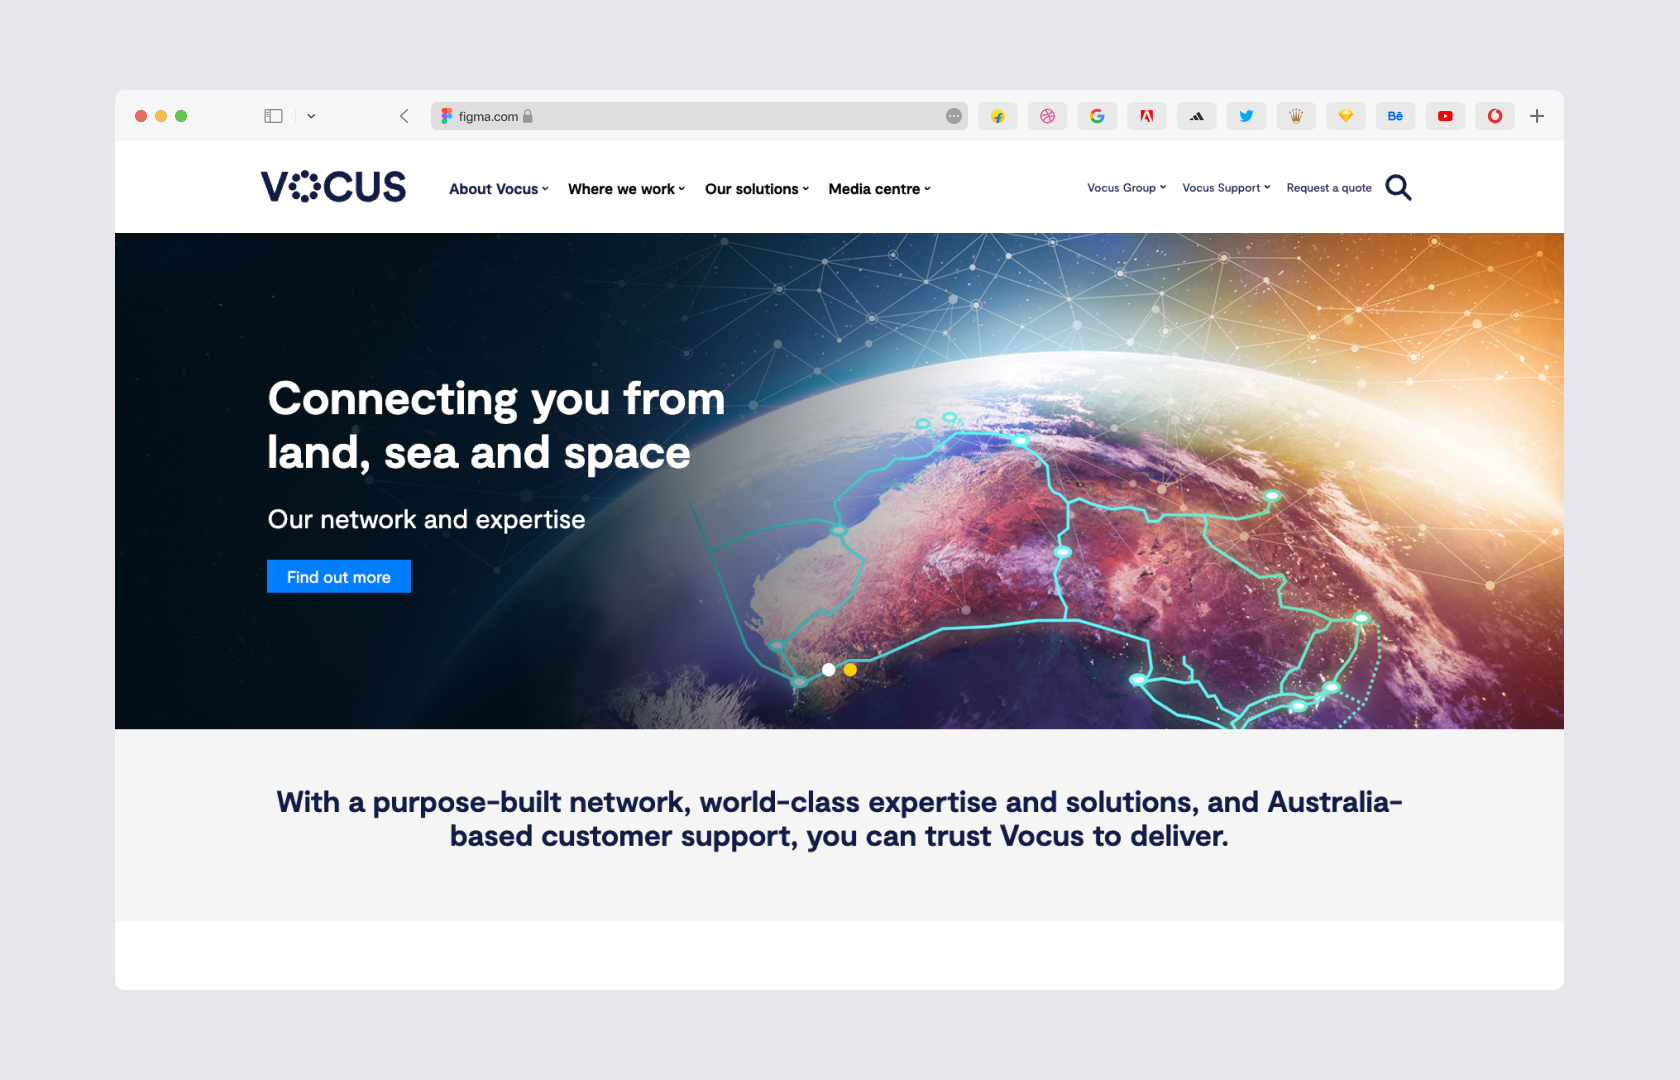 figma.com
Bē
VOCUS
About Vocus
Where we work
Our solutions
Media centre
Vocus Group
Vocus Support
Request a quote
Connecting you from
land, sea and space
Our network and expertise
Find out more
With a purpose-built network, world-class expertise and solutions, and Australia-
based customer support, you can trust Vocus to deliver.